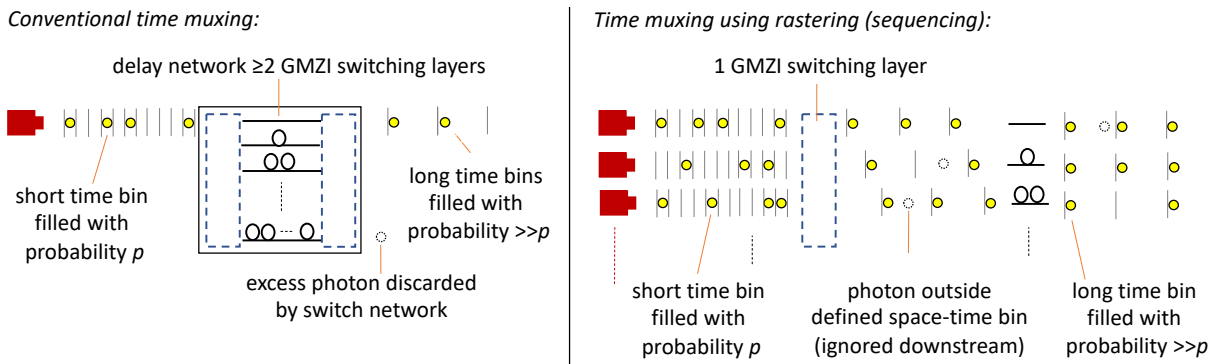 Conventional time muxing:
delay network ≥2 GMZI switching layers
short time bin
filled with
probability p
long time bins
filled with
probability >>p
excess photon discarded
by switch network
Time muxing using rastering (sequencing):
1 GMZI switching layer
short time bin
filled with
probability p
photon outside
defined space-time bin
(ignored downstream)
long time bin
filled with
probability >>p